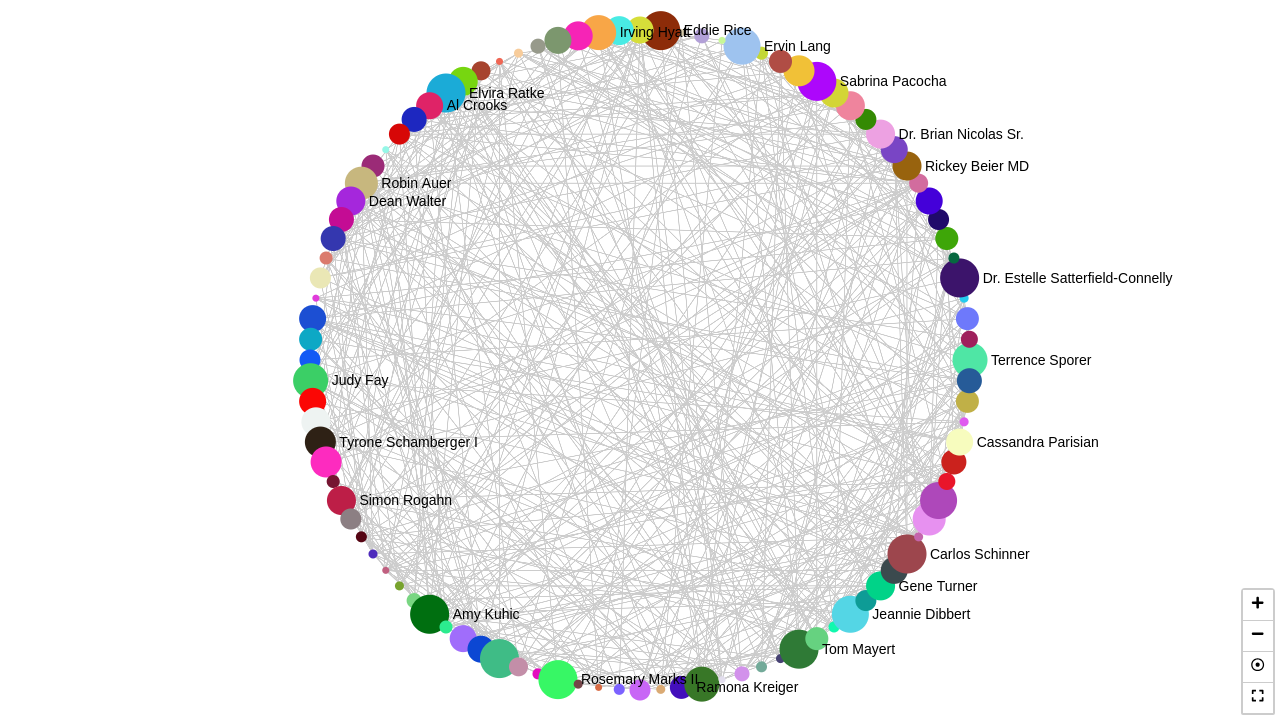 Eddie Rice
Irving Hyatt
Ervin Lang
Sabrina Pacocha
Elvira Ratke
Al Crooks
Dr. Brian Nicolas Sr.
Rickey Beier MD
Robin Auer
Dean Walter
Dr. Estelle Satterfield-Connelly
Terrence Sporer
Judy Fay
Tyrone Schamberger I
Cassandra Parisian
Simon Rogahn
Carlos Schinner
Gene Turner
Amy Kuhic
Jeannie Dibbert
Tom Mayert
Rosemary Marks II
Ramona Kreiger